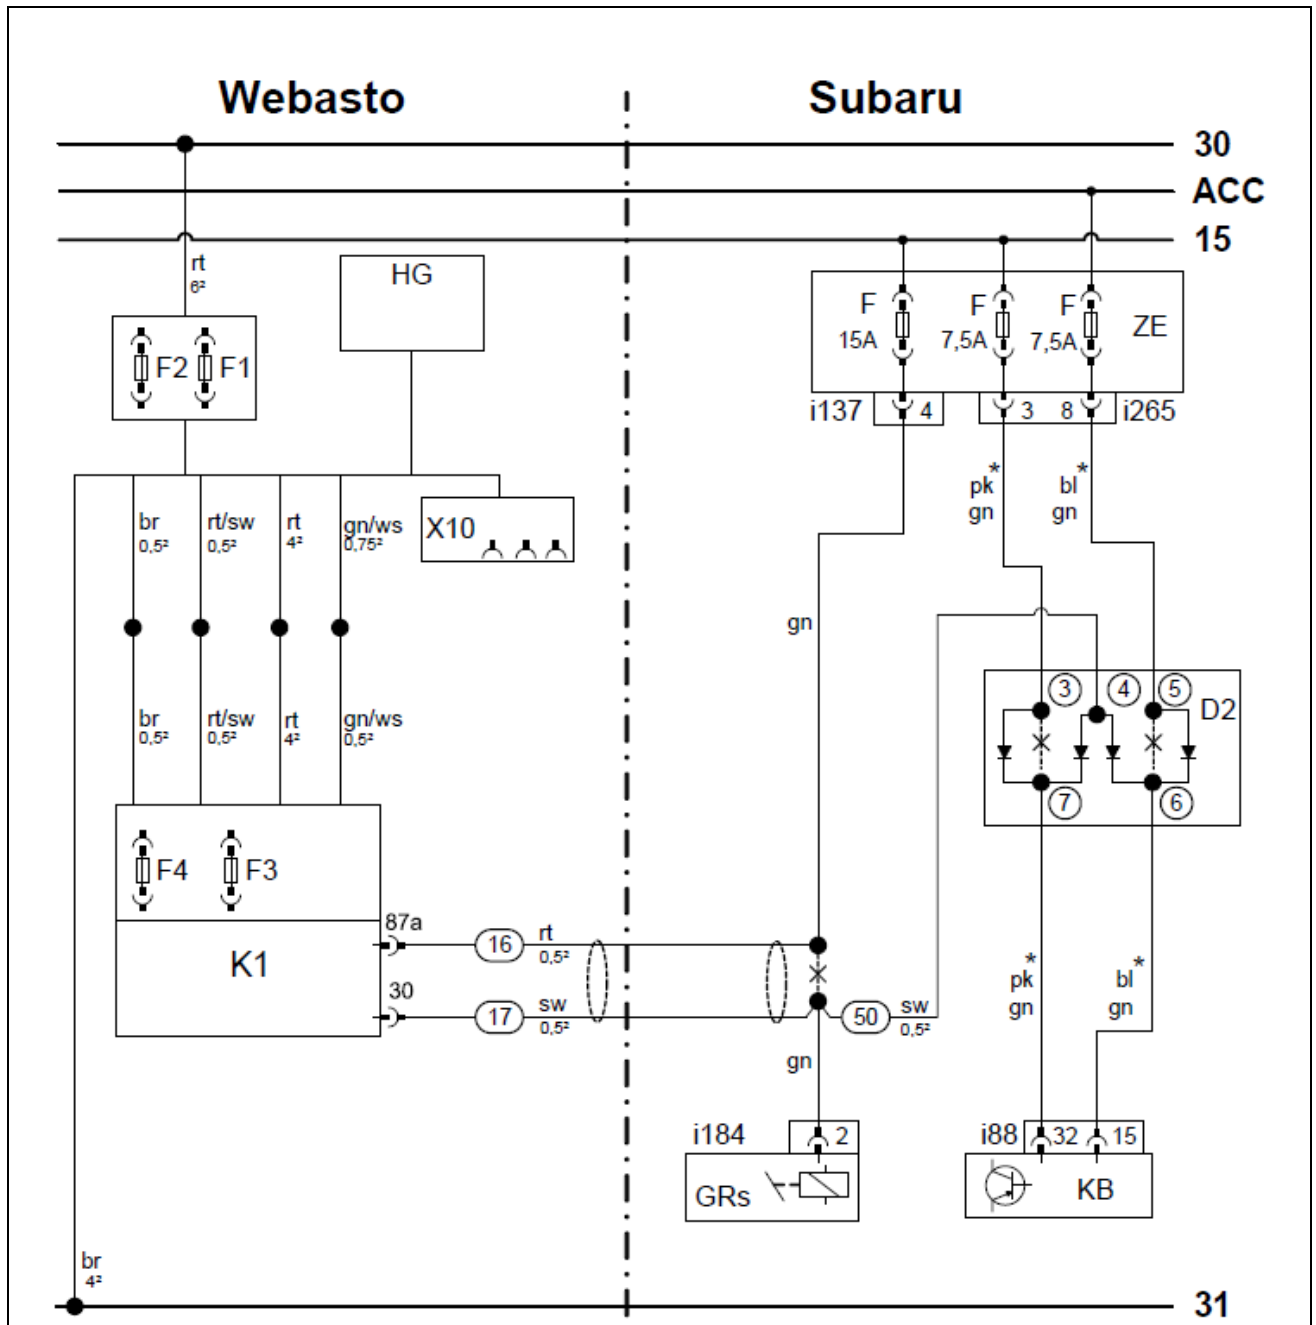 Webasto Subaru
30
ACC
15
rt
6²
HG
F2 F1
F F F ZE
15A 7,5A 7,5A
i137 4 3 8 i265
* *
pk bl
gn gn
X10
br rt/sw rt gn/ws
0,5² 0,5² 4² 0,75²
gn
3 4 5 D2
br rt/sw rt gn/ws
0,5² 0,5² 4² 0,5²
7 6
F4 F3
87a
16 rt
0,5²
K1
30
17 sw
0,5²
50 sw
0,5²
* *
pk bl
gn gn
gn
i184 2 i88 32 15
GRs KB
br
4²
31